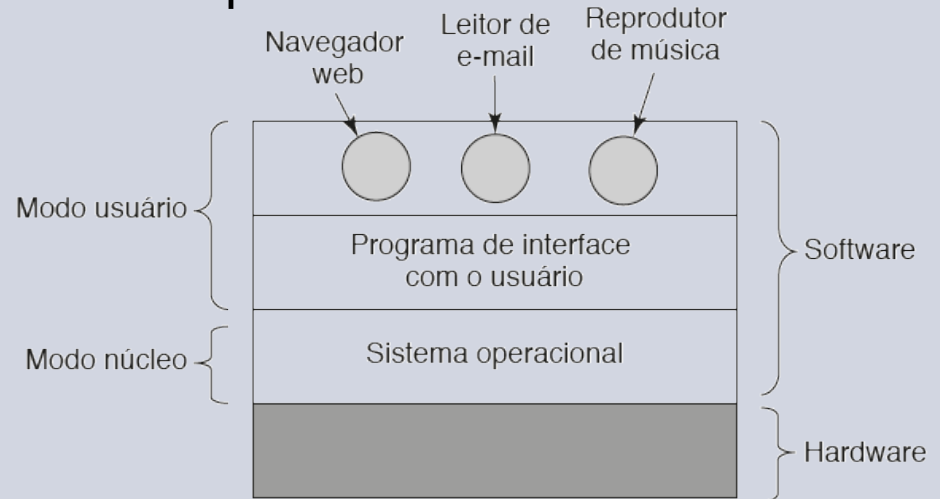 Navegador
web
Leitor de
e-mail
Reprodutor
de música
Modo usuário
Programa de interface
com o usuário
Software
Modo núcleo
Sistema operacional
Hardware